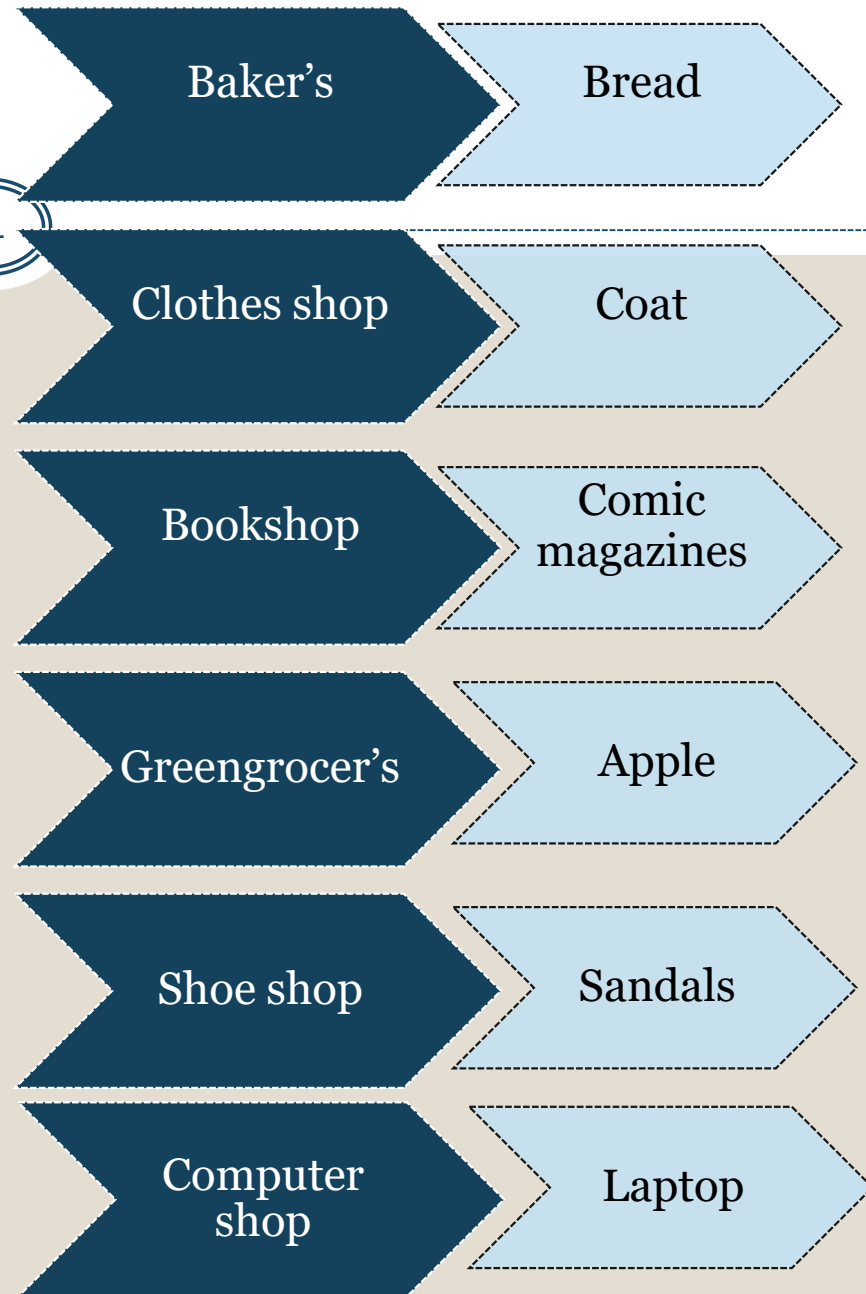 Baker’s
Bread
Clothes shop
Coat
Bookshop
Comic
magazines
Greengrocer’s
Apple
Shoe shop
Sandals
Computer
shop
Laptop